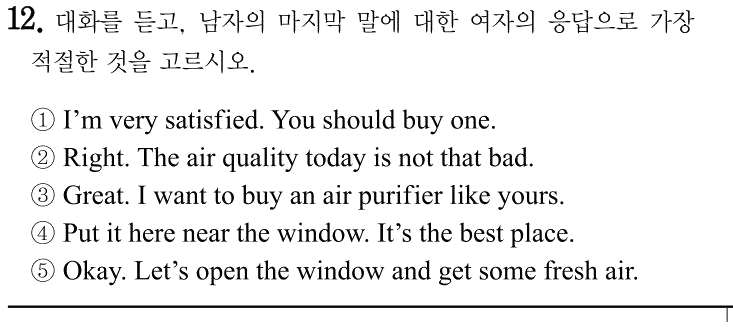 12. 대화를 듣고, 남자의 마지막 말에 대한 여자의 응답으로 가장
적절한 것을 고르시오.
① I’m very satisfied. You should buy one.
② Right. The air quality today is not that bad.
③ Great. I want to buy an air purifier like yours.
④ Put it here near the window. It’s the best place.
⑤ Okay. Let’s open the window and get some fresh air.